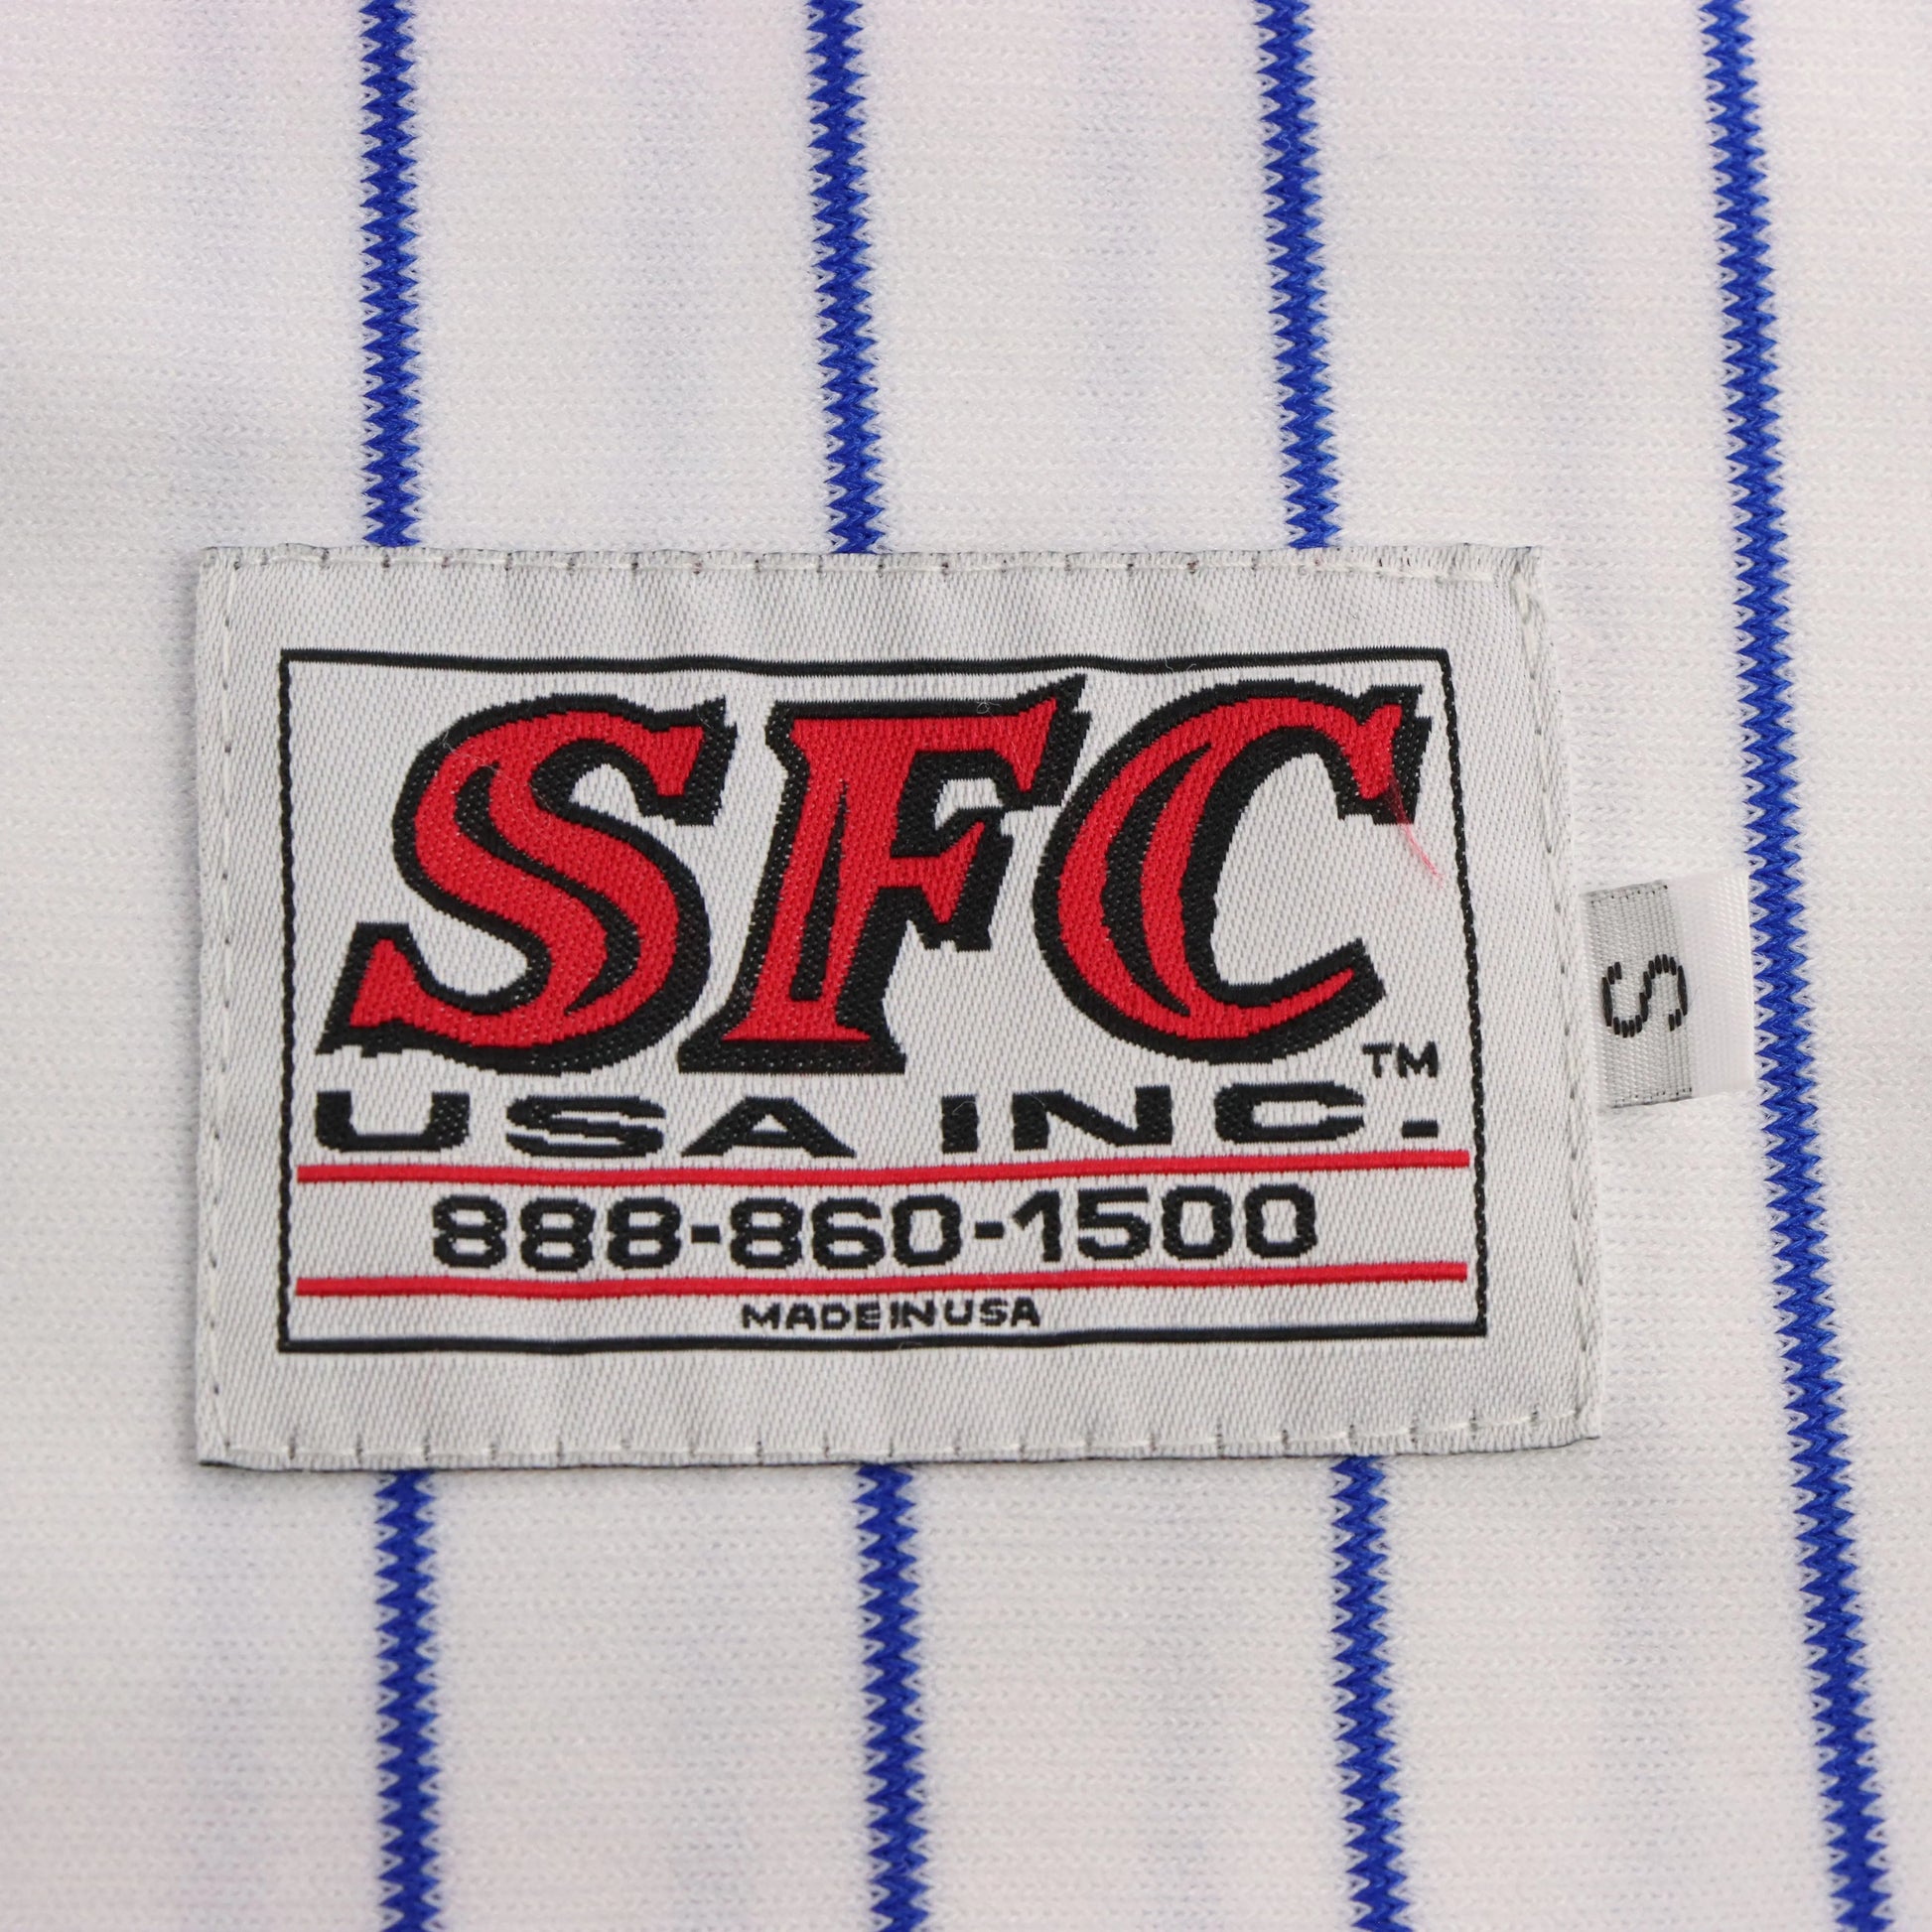 SFC
TM
USA INC.
888-860-1500
MADE IN USA
S